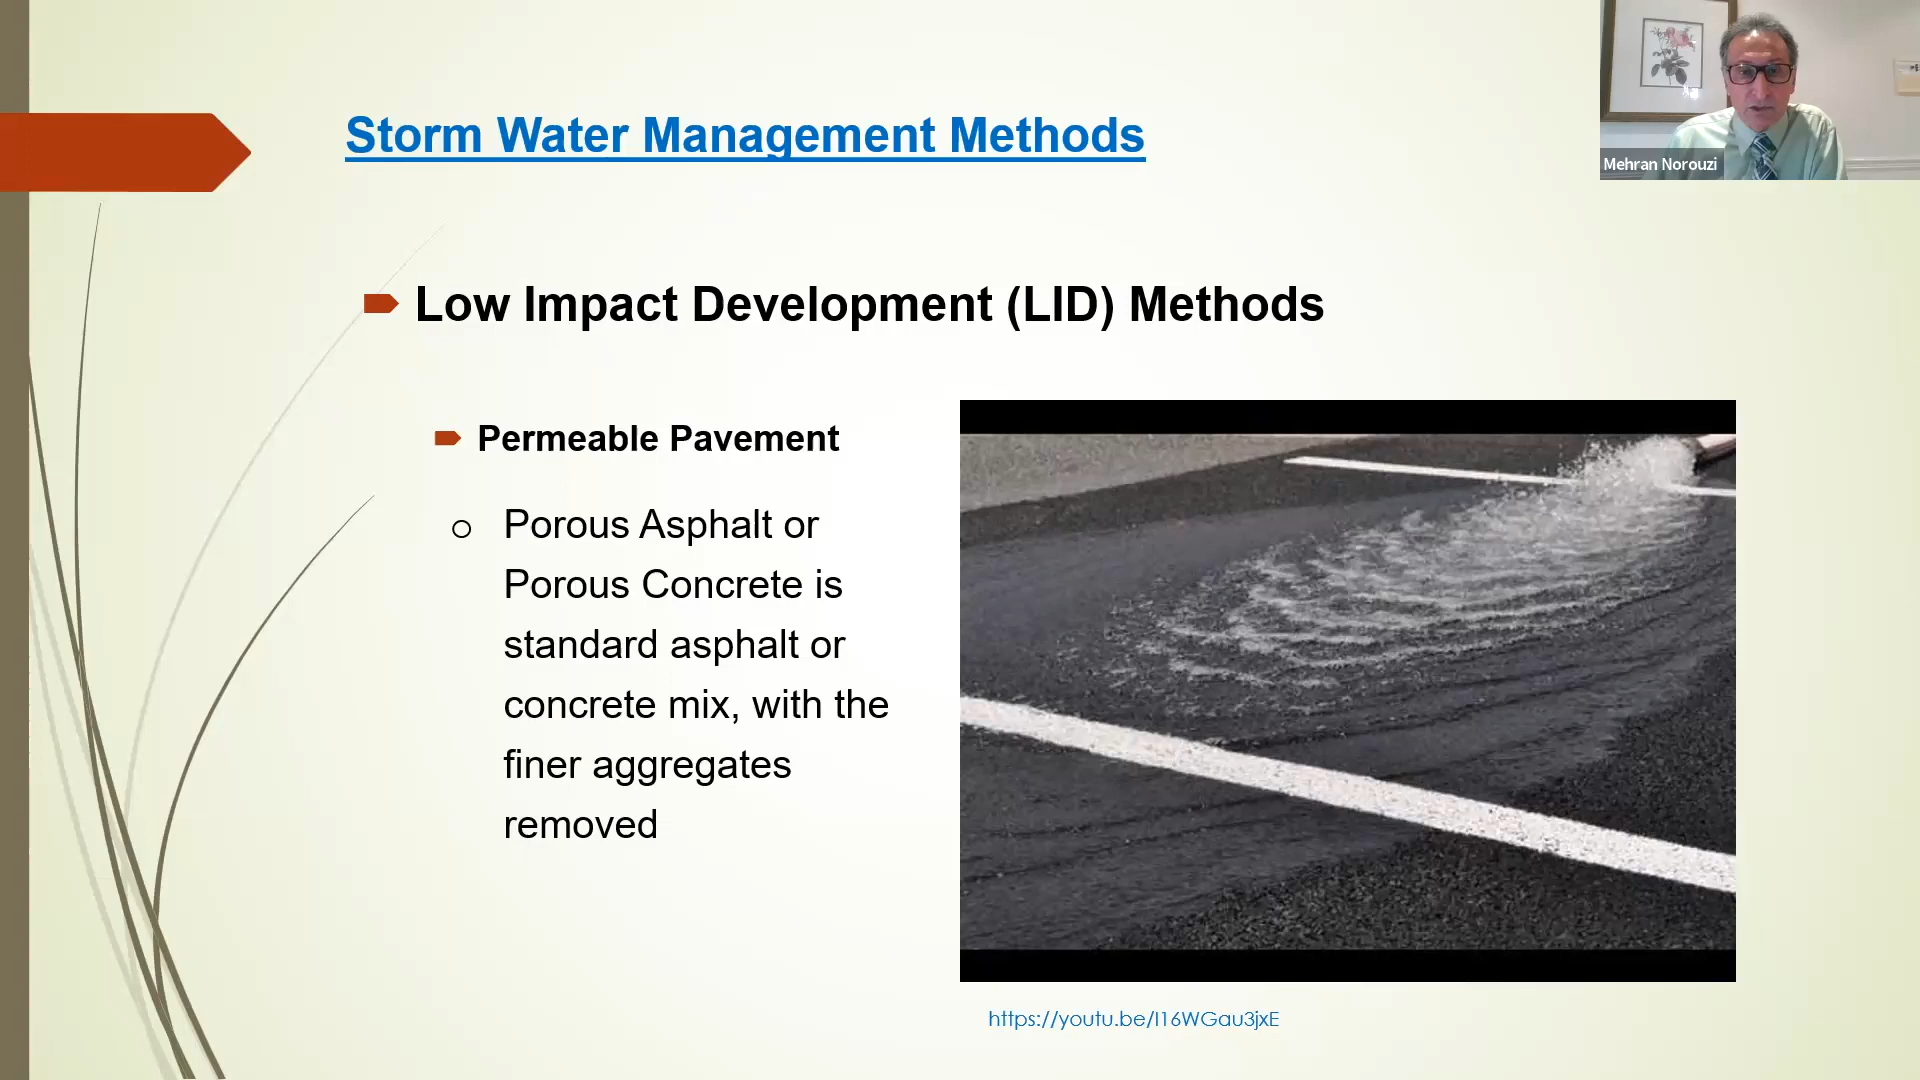 Storm Water Management Methods
Mehran Norouzi
Low Impact Development (LID) Methods
Permeable Pavement
Porous Asphalt or
Porous Concrete is
standard asphalt or
concrete mix, with the
finer aggregates
removed
https://youtu.be/I16WGau3jxE